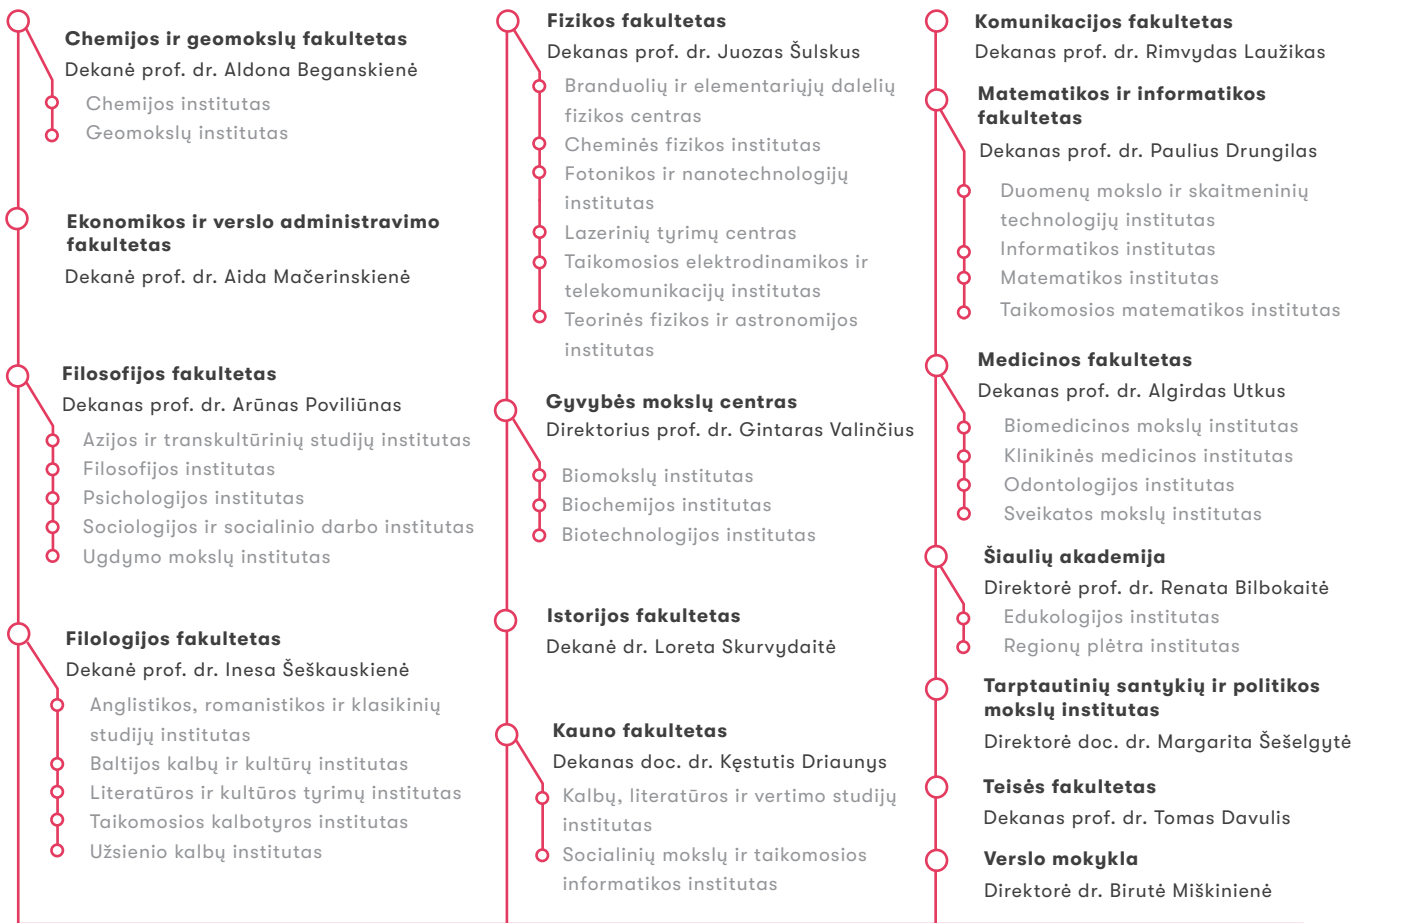 Chemijos ir geomokslų fakultetas
Dekanė prof. dr. Aldona Beganskienė
Chemijos institutas
Geomokslų institutas
Ekonomikos ir verslo administravimo
fakultetas
Dekanė prof. dr. Aida Mačerinskienė
Filosofijos fakultetas
Dekanas prof. dr. Arūnas Poviliūnas
Azijos ir transkultūrinių studijų institutas
Filosofijos institutas
Psichologijos institutas
Sociologijos ir socialinio darbo institutas
Ugdymo mokslų institutas
Filologijos fakultetas
Dekanė prof. dr. Inesa Šeškauskienė
Anglistikos, romanistikos ir klasikinių
studijų institutas
Baltijos kalbų ir kultūrų institutas
Literatūros ir kultūros tyrimų institutas
Taikomosios kalbotyros institutas
Užsienio kalbų institutas
Fizikos fakultetas
Dekanas prof. dr. Juozas Šulskus
Branduolių ir elementariųjų dalelių
fizikos centras
Cheminės fizikos institutas
Fotonikos ir nanotechnologijų
institutas
Lazerinių tyrimų centras
Taikomosios elektrodinamikos ir
telekomunikacijų institutas
Teorinės fizikos ir astronomijos
institutas
Gyvybės mokslų centras
Direktorius prof. dr. Gintaras Valinčius
Biomokslų institutas
Biochemijos institutas
Biotechnologijos institutas
Istorijos fakultetas
Dekanė dr. Loreta Skurvydaitė
Kauno fakultetas
Dekanas doc. dr. Kęstutis Driaunys
Kalbų, literatūros ir vertimo studijų
institutas
Socialinių mokslų ir taikomosios
informatikos institutas
Komunikacijos fakultetas
Dekanas prof. dr. Rimvydas Laužikas
Matematikos ir informatikos
fakultetas
Dekanas prof. dr. Paulius Drungilas
Duomenų mokslo ir skaitmeninių
technologijų institutas
Informatikos institutas
Matematikos institutas
Taikomosios matematikos institutas
Medicinos fakultetas
Dekanas prof. dr. Algirdas Utkus
Biomedicinos mokslų institutas
Klinikinės medicinos institutas
Odontologijos institutas
Sveikatos mokslų institutas
Šiaulių akademija
Direktorė prof. dr. Renata Bilbokaitė
Edukologijos institutas
Regionų plėtra institutas
Tarptautinių santykių ir politikos
mokslų institutas
Direktorė doc. dr. Margarita Šešelgytė
Teisės fakultetas
Dekanas prof. dr. Tomas Davulis
Verslo mokykla
Direktorė dr. Birutė Miškinienė